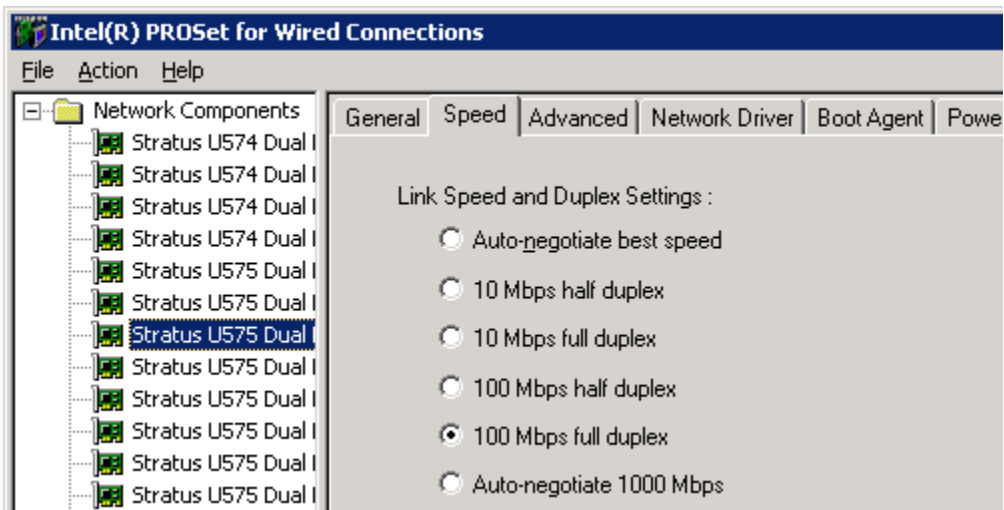 Intel(R) PROSet for Wired Connections
File Action Help
Network Components
Stratus U574 Dual
Stratus U574 Dual
Stratus U574 Dual
Stratus U574 Dual
Stratus U575 Dual
Stratus U575 Dual
Stratus U575 Dual
Stratus U575 Dual
Stratus U575 Dual
Stratus U575 Dual
Stratus U575 Dual
Stratus U575 Dual
General Speed Advanced Network Driver Boot Agent Powe
Link Speed and Duplex Settings :
Auto-negotiate best speed
10 Mbps half duplex
10 Mbps full duplex
100 Mbps half duplex
100 Mbps full duplex
Auto-negotiate 1000 Mbps